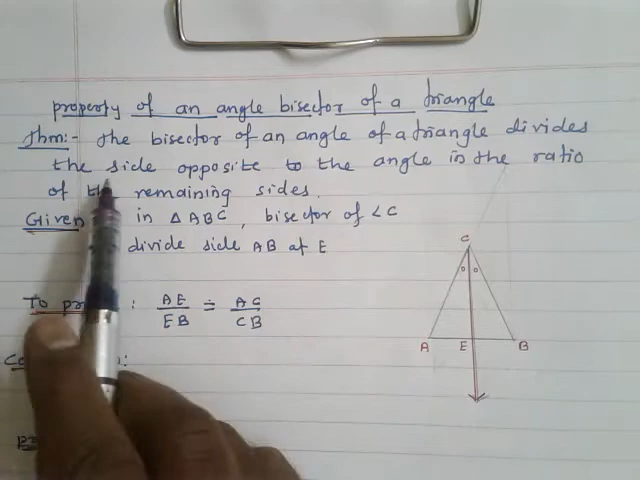 property of an angle bisector of a triangle
Thm:- The bisector of an angle of a triangle divides
the side opposite to the angle in the ratio
of remaining sides.
Given in △ABC, bisector of ∠C
divide side AB at E
To : AE/EB = AC/CB
C
A E B